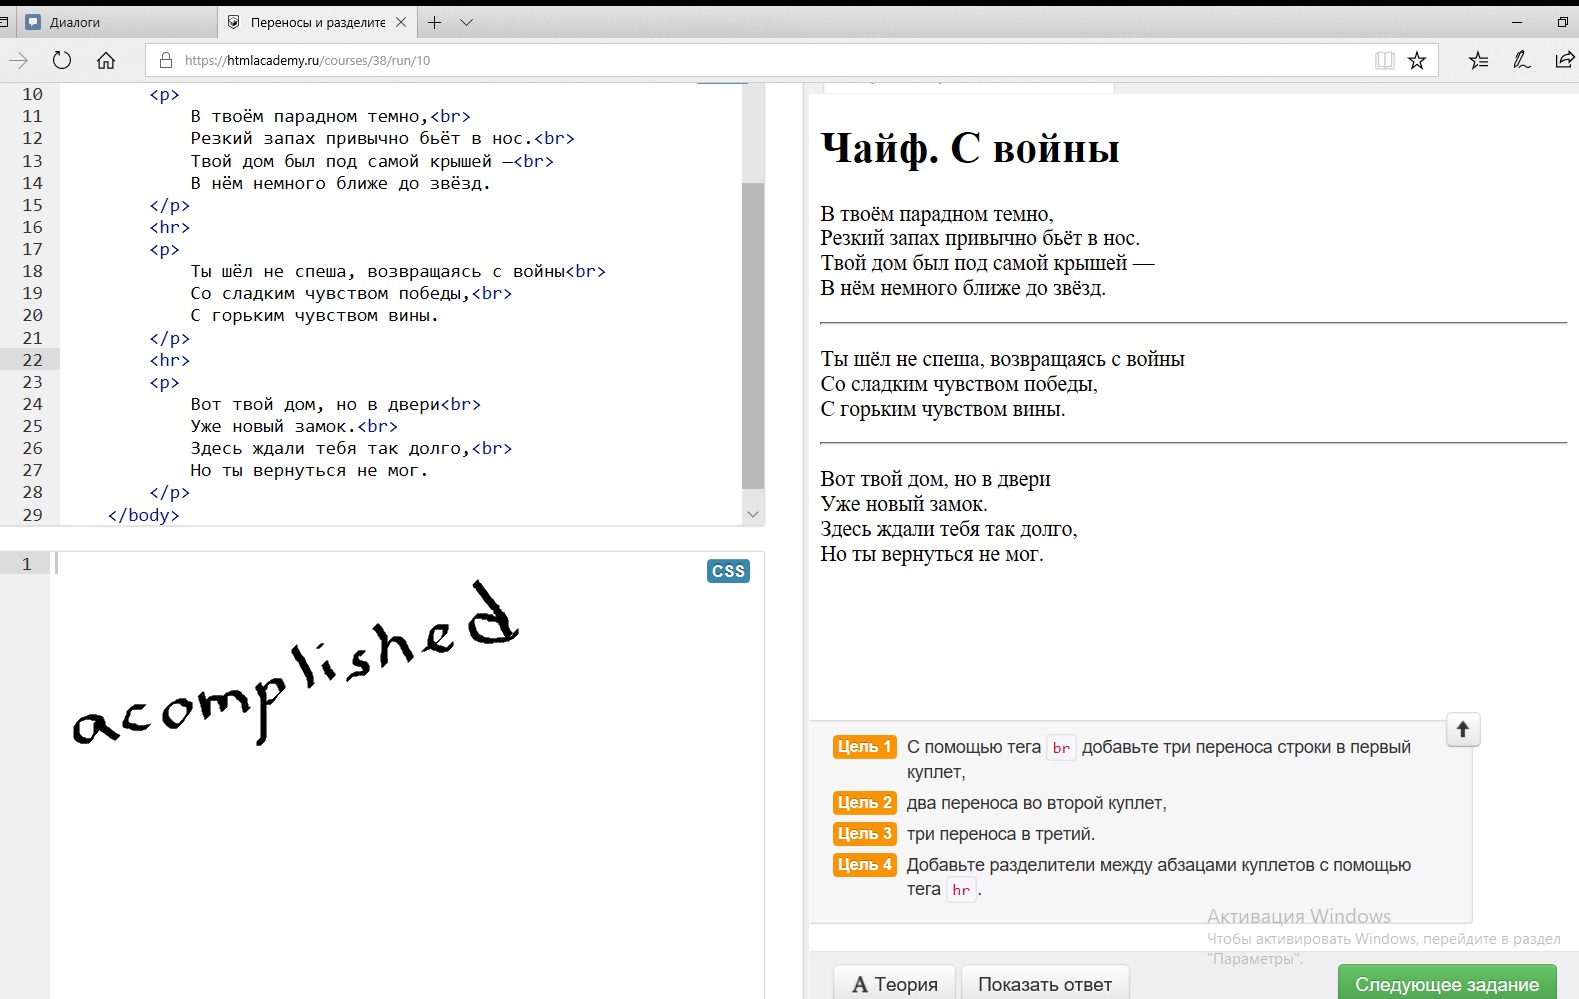 Диалоги
Переносы и разделите
https://htmlacademy.ru/courses/38/run/10
10 <p>
11 В твоём парадном темно,<br>
12 Резкий запах привычно бьёт в нос.<br>
13 Твой дом был под самой крышей —<br>
14 В нём немного ближе до звёзд.
15 </p>
16 <hr>
17 <p>
18 Ты шёл не спеша, возвращаясь с войны<br>
19 Со сладким чувством победы,<br>
20 С горьким чувством вины.
21 </p>
22 <hr>
23 <p>
24 Вот твой дом, но в двери<br>
25 Уже новый замок.<br>
26 Здесь ждали тебя так долго,<br>
27 Но ты вернуться не мог.
28 </p>
29 </body>
1
CSS
acomplished
Чайф. С войны
В твоём парадном темно,
Резкий запах привычно бьёт в нос.
Твой дом был под самой крышей —
В нём немного ближе до звёзд.
Ты шёл не спеша, возвращаясь с войны
Со сладким чувством победы,
С горьким чувством вины.
Вот твой дом, но в двери
Уже новый замок.
Здесь ждали тебя так долго,
Но ты вернуться не мог.
Цель 1 С помощью тега br добавьте три переноса строки в первый
куплет,
Цель 2 два переноса во второй куплет,
Цель 3 три переноса в третий.
Цель 4 Добавьте разделители между абзацами куплетов с помощью
тега hr.
Активация Windows
Чтобы активировать Windows, перейдите в раздел
"Параметры".
A Теория
Показать ответ
Следующее задание